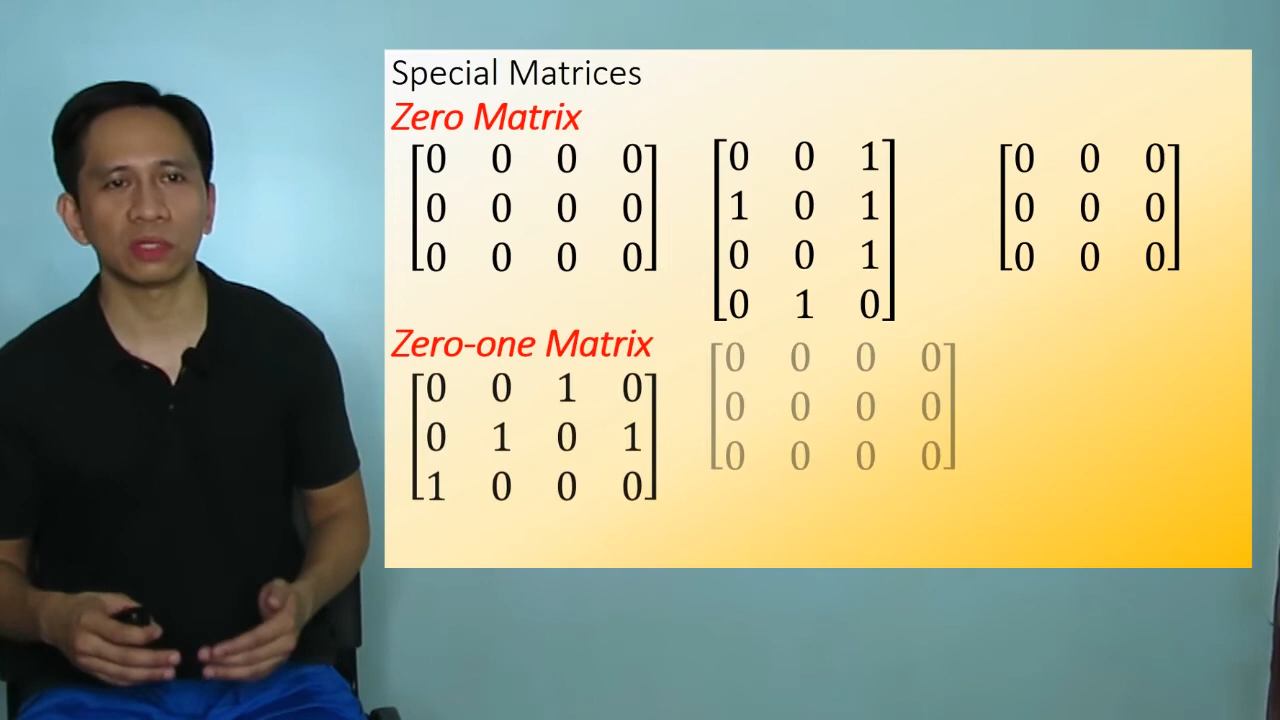 Special Matrices
Zero Matrix
[0 0 0 0]
[0 0 0 0]
[0 0 0 0]
[0 0 1]
[1 0 1]
[0 0 1]
[0 1 0]
[0 0 0]
[0 0 0]
[0 0 0]
Zero-one Matrix
[0 0 1 0]
[0 1 0 1]
[1 0 0 0]
[0 0 0 0]
[0 0 0 0]
[0 0 0 0]